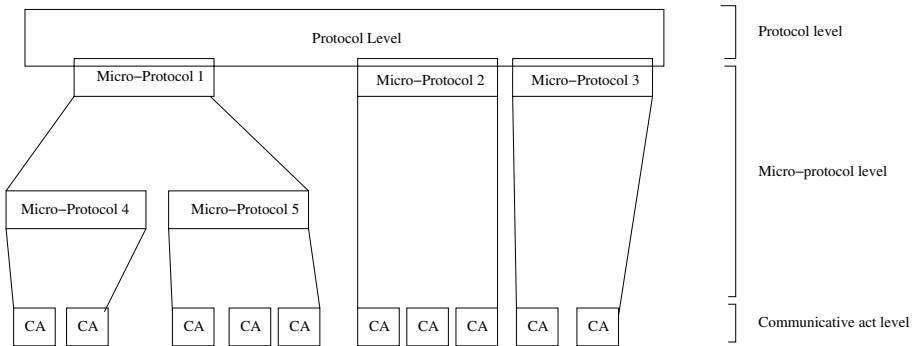 Protocol Level
Protocol level
Micro−Protocol 1
Micro−Protocol 2
Micro−Protocol 3
Micro−protocol level
Micro−Protocol 4
Micro−Protocol 5
CA
CA
CA
CA
CA
CA
CA
CA
CA
CA
Communicative act level